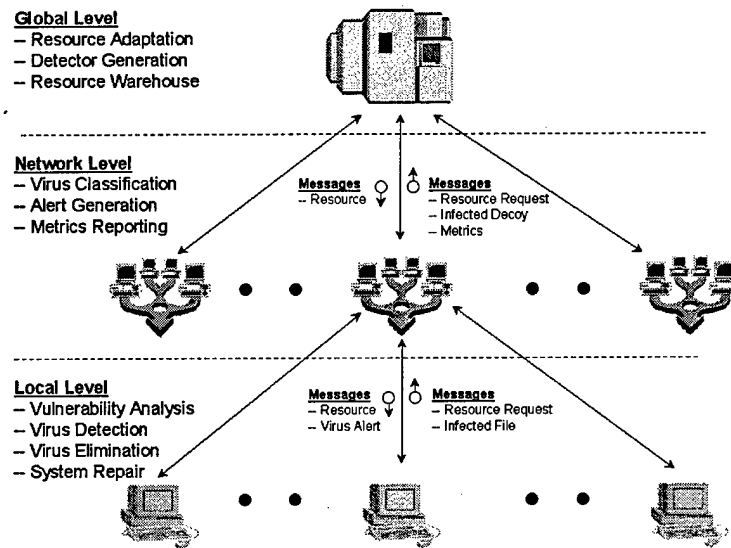 Global Level
-- Resource Adaptation
-- Detector Generation
-- Resource Warehouse
Network Level
-- Virus Classification
-- Alert Generation
-- Metrics Reporting
Messages
-- Resource
Messages
-- Resource Request
-- Infected Decoy
-- Metrics
Local Level
-- Vulnerability Analysis
-- Virus Detection
-- Virus Elimination
-- System Repair
Messages
-- Resource
-- Virus Alert
Messages
-- Resource Request
-- Infected File